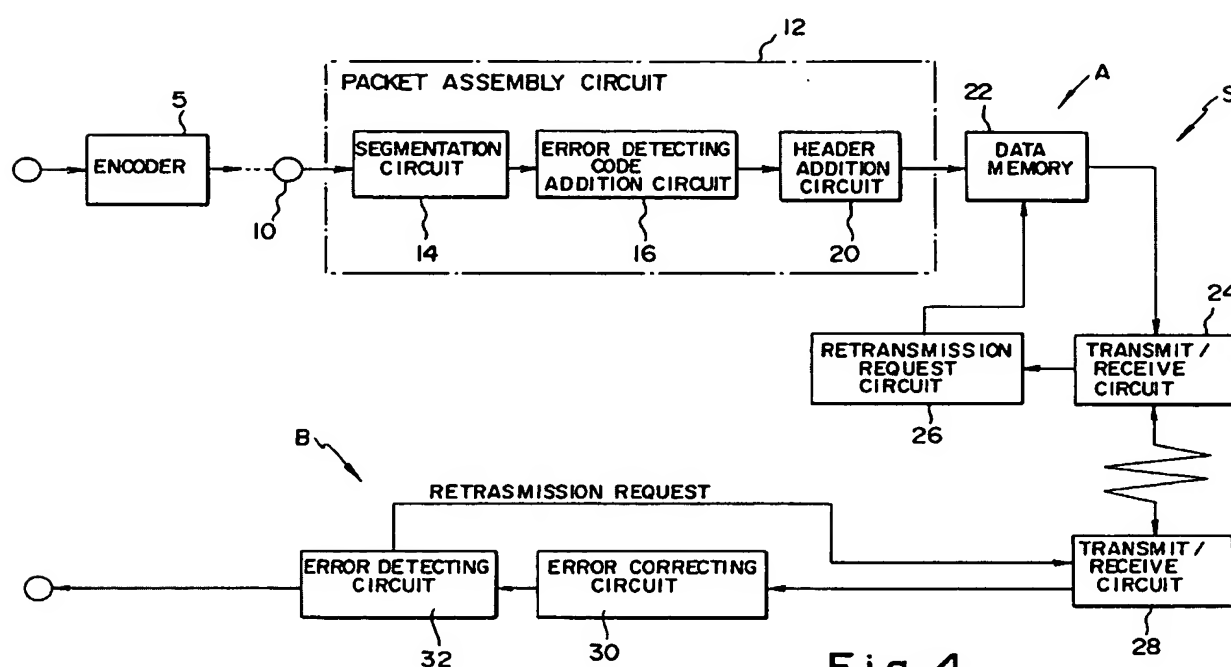 12
PACKET ASSEMBLY CIRCUIT
A
S
5
22
ENCODER
SEGMENTATION
CIRCUIT
ERROR DETECTING
CODE
ADDITION CIRCUIT
HEADER
ADDITION
CIRCUIT
DATA
MEMORY
10
14
16
20
24
RETRANSMISSION
REQUEST
CIRCUIT
TRANSMIT /
RECEIVE
CIRCUIT
26
B
RETRASMISSION REQUEST
ERROR DETECTING
CIRCUIT
ERROR CORRECTING
CIRCUIT
TRANSMIT /
RECEIVE
CIRCUIT
32
30
28
Fig. 4